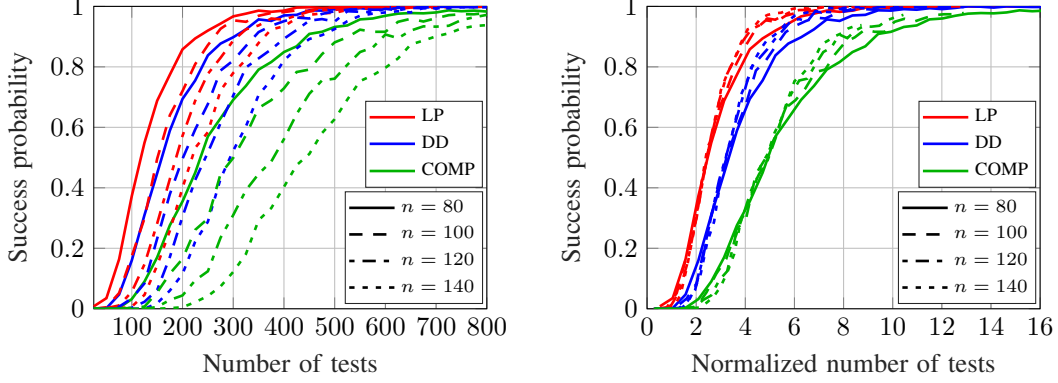 1
0.8
0.6
0.4
0.2
0
Success probability
100 200 300 400 500 600 700 800
Number of tests
LP
DD
COMP
n = 80
n = 100
n = 120
n = 140
1
0.8
0.6
0.4
0.2
0
Success probability
0 2 4 6 8 10 12 14 16
Normalized number of tests
LP
DD
COMP
n = 80
n = 100
n = 120
n = 140